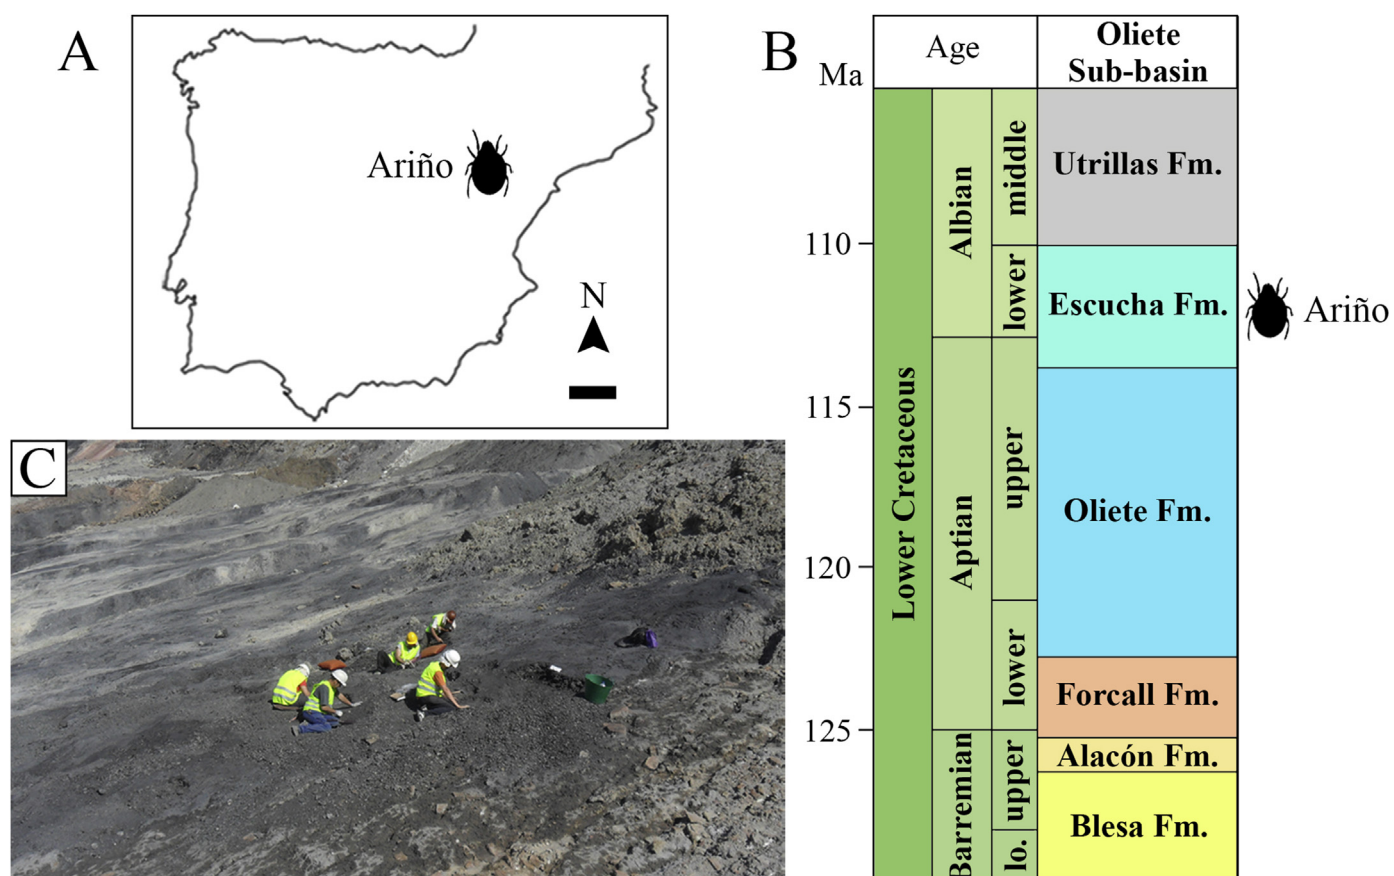 A
Ariño
N
B
Ma
Age
Oliete
Sub-basin
110
115
120
125
Lower Cretaceous
Albian
Aptian
Barremian
middle
lower
upper
lower
upper
lo.
Utrillas Fm.
Escucha Fm.
Ariño
Oliete Fm.
Forcall Fm.
Alacón Fm.
Blesa Fm.
C